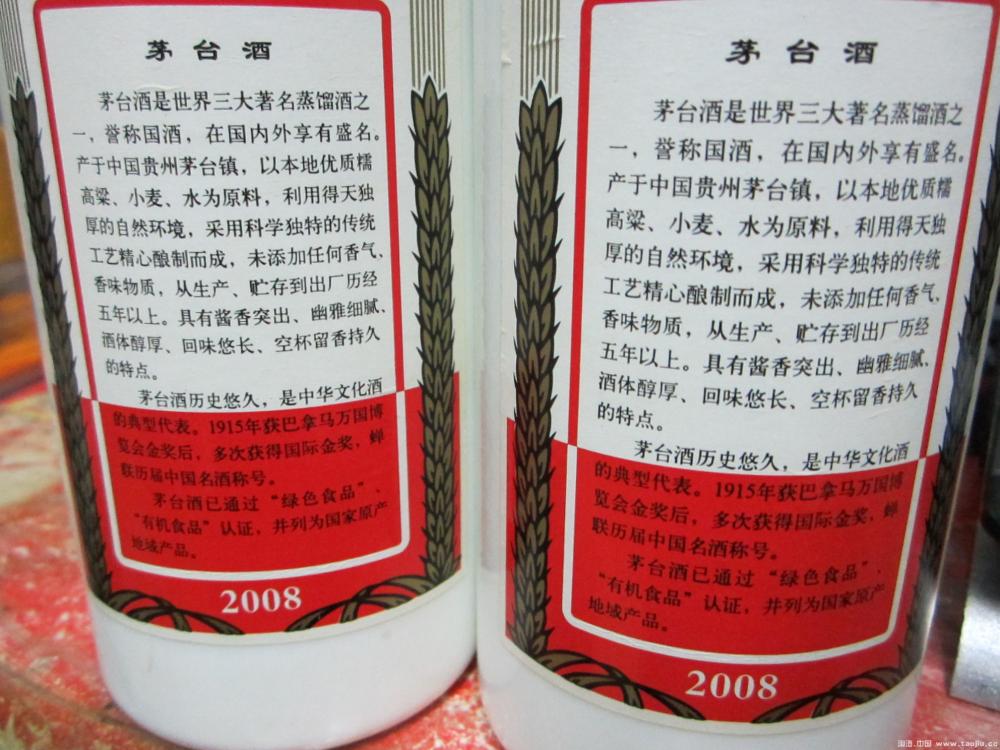 茅台酒
茅台酒是世界三大著名蒸馏酒之
一，誉称国酒，在国内外享有盛名。
产于中国贵州茅台镇，以本地优质糯
高粱、小麦、水为原料，利用得天独
厚的自然环境，采用科学独特的传统
工艺精心酿制而成，未添加任何香气、
香味物质，从生产、贮存到出厂历经
五年以上。具有酱香突出、幽雅细腻、
酒体醇厚、回味悠长、空杯留香持久
的特点。
茅台酒历史悠久，是中华文化酒
的典型代表。1915年获巴拿马万国博
览会金奖后，多次获得国际金奖，蝉
联历届中国名酒称号。
茅台酒已通过“绿色食品”、
“有机食品”认证，并列为国家原产
地域产品。
2008
茅台酒
茅台酒是世界三大著名蒸馏酒之
一，誉称国酒，在国内外享有盛名。
产于中国贵州茅台镇，以本地优质糯
高粱、小麦、水为原料，利用得天独
厚的自然环境，采用科学独特的传统
工艺精心酿制而成，未添加任何香气、
香味物质，从生产、贮存到出厂历经
五年以上。具有酱香突出、幽雅细腻、
酒体醇厚、回味悠长、空杯留香持久
的特点。
茅台酒历史悠久，是中华文化酒
的典型代表。1915年获巴拿马万国博
览会金奖后，多次获得国际金奖，蝉
联历届中国名酒称号。
茅台酒已通过“绿色食品”、
“有机食品”认证，并列为国家原产
地域产品。
2008
淘酒.中国 www.taojiu.cc